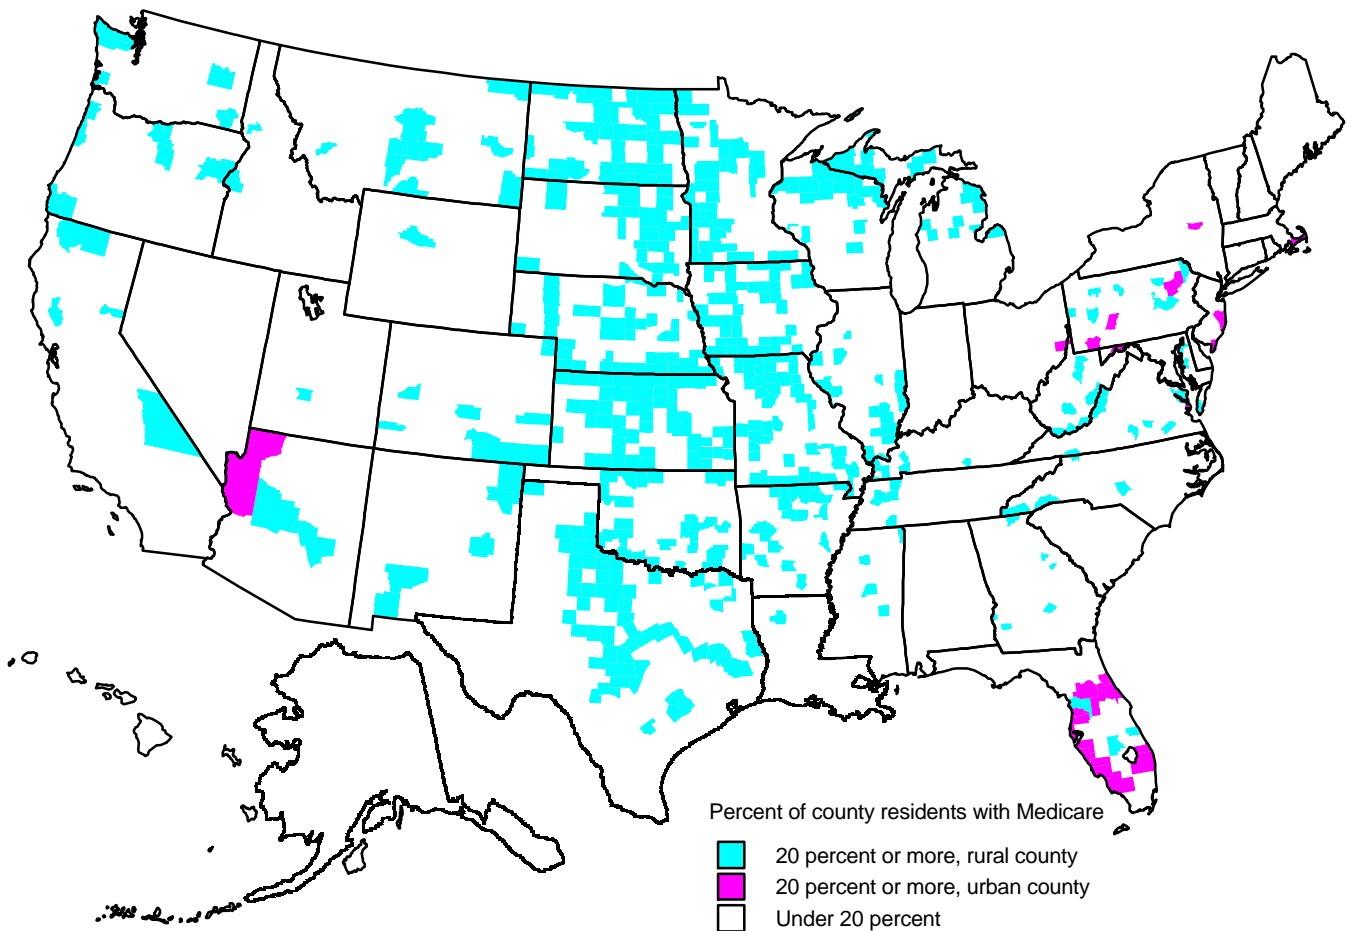 Percent of county residents with Medicare
20 percent or more, rural county
20 percent or more, urban county
Under 20 percent